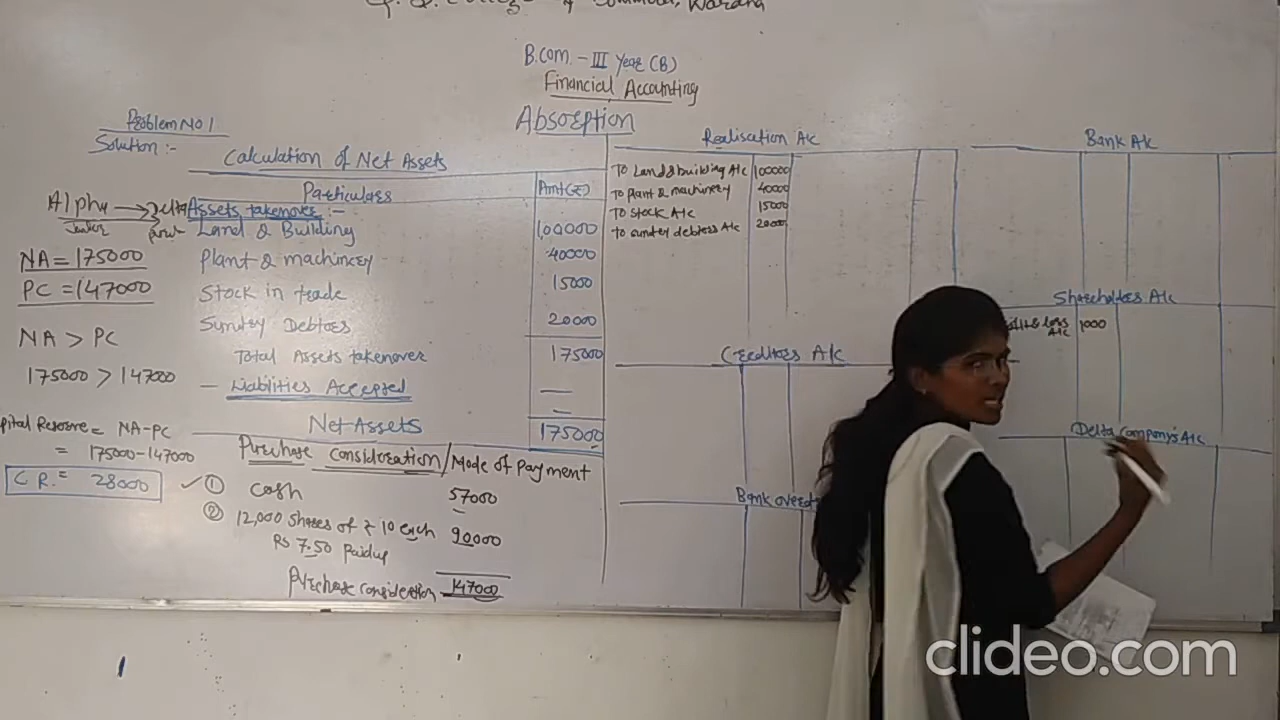 B.Com. - III Year (B)
Financial Accounting
Absorption
Problem No 1
Solution :-
Calculation of Net Assets
Particulars Amt(₹)
Assets takenover :-
Land & Building 1,00000
Plant & machinery 40000
Stock in trade 15000
Sundry Debtors 20000
Total Assets takenover 175000
- Liabilities Accepted —
Net Assets 175000
Alpha → Delta
NA = 175000
PC = 147000
NA > PC
175000 > 147000
pital Reserve = NA-PC
= 175000-147000
C.R. = 28000
Purchase Consideration / Mode of Payment
✓ ① cash 57000
② 12,000 Shares of ₹ 10 each 90000
Rs 7.50 Paidup
Purchase consideration 147000
Realisation A/c
To Land & building A/c 100000
To Plant & machinery 40000
To Stock A/c 15000
To sundry debtors A/c 20000
Creditors A/c
Bank over
Bank A/c
Shareholders A/c
& loss 1000
A/c
Delta Company's A/c
clideo.com